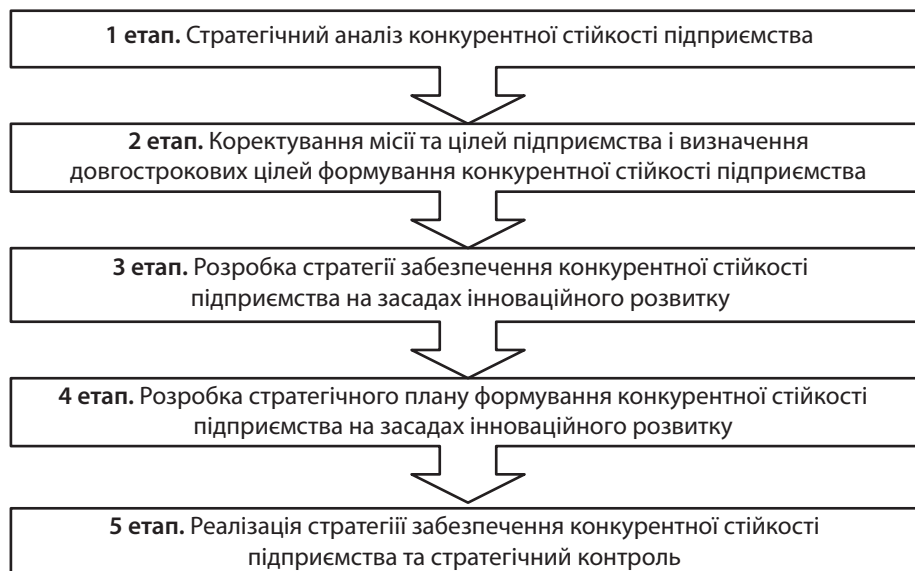 1 етап. Стратегічний аналіз конкурентної стійкості підприємства
2 етап. Коректування місії та цілей підприємства і визначення
довгострокових цілей формування конкурентної стійкості підприємства
3 етап. Розробка стратегії забезпечення конкурентної стійкості
підприємства на засадах інноваційного розвитку
4 етап. Розробка стратегічного плану формування конкурентної стійкості
підприємства на засадах інноваційного розвитку
5 етап. Реалізація стратегіїї забезпечення конкурентної стійкості
підприємства та стратегічний контроль